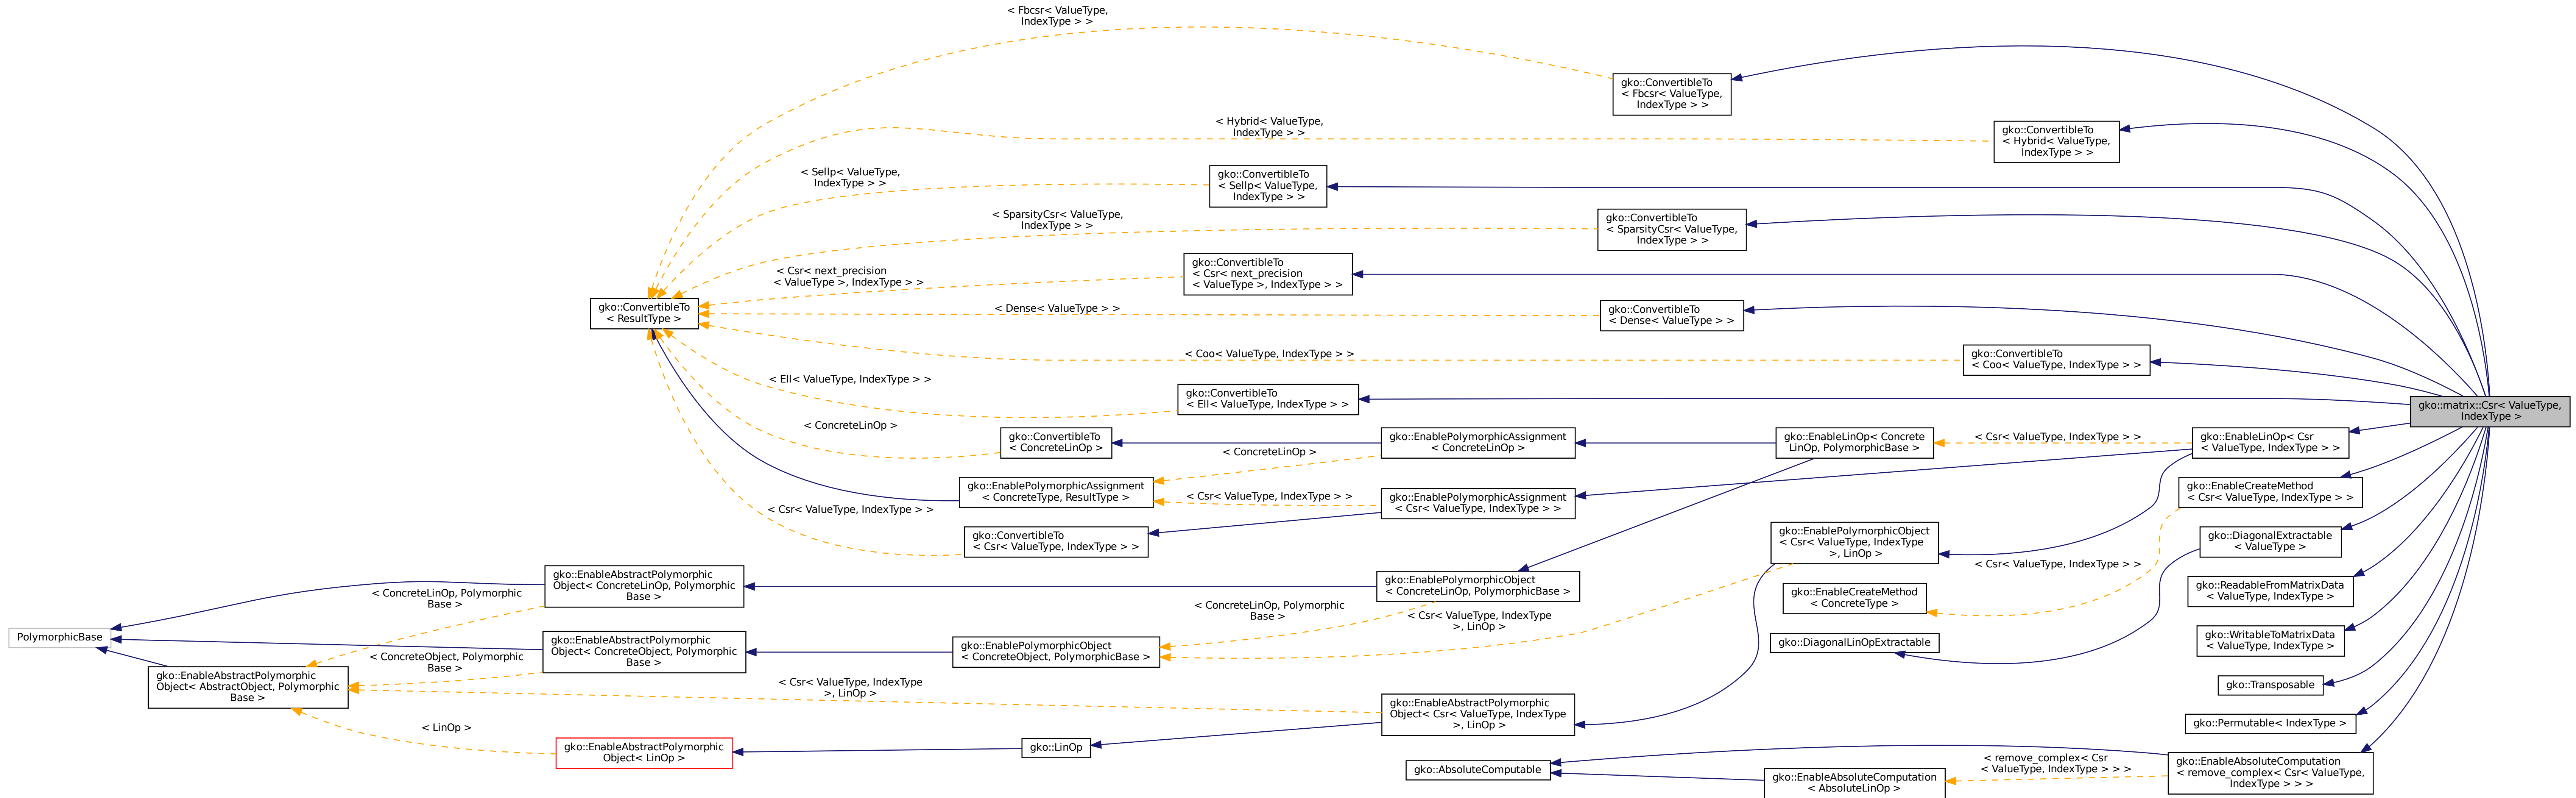 < Fbcsr< ValueType,
IndexType > >
gko::ConvertibleTo
< Fbcsr< ValueType,
IndexType > >
< Hybrid< ValueType,
IndexType > >
gko::ConvertibleTo
< Hybrid< ValueType,
IndexType > >
< Sellp< ValueType,
IndexType > >
gko::ConvertibleTo
< Sellp< ValueType,
IndexType > >
< SparsityCsr< ValueType,
IndexType > >
gko::ConvertibleTo
< SparsityCsr< ValueType,
IndexType > >
< Csr< next_precision
< ValueType >, IndexType > >
gko::ConvertibleTo
< Csr< next_precision
< ValueType >, IndexType > >
gko::ConvertibleTo
< ResultType >
< Dense< ValueType > >
gko::ConvertibleTo
< Dense< ValueType > >
< Coo< ValueType, IndexType > >
gko::ConvertibleTo
< Coo< ValueType, IndexType > >
< Ell< ValueType, IndexType > >
gko::ConvertibleTo
< Ell< ValueType, IndexType > >
gko::matrix::Csr< ValueType,
IndexType >
< ConcreteLinOp >
gko::ConvertibleTo
< ConcreteLinOp >
gko::EnablePolymorphicAssignment
< ConcreteLinOp >
gko::EnableLinOp< Concrete
LinOp, PolymorphicBase >
< Csr< ValueType, IndexType > >
gko::EnableLinOp< Csr
< ValueType, IndexType > >
< ConcreteLinOp >
gko::EnablePolymorphicAssignment
< ConcreteType, ResultType >
< Csr< ValueType, IndexType > >
gko::EnablePolymorphicAssignment
< Csr< ValueType, IndexType > >
gko::EnableCreateMethod
< Csr< ValueType, IndexType > >
< Csr< ValueType, IndexType > >
gko::ConvertibleTo
< Csr< ValueType, IndexType > >
gko::EnablePolymorphicObject
< Csr< ValueType, IndexType
>, LinOp >
gko::DiagonalExtractable
< ValueType >
< Csr< ValueType, IndexType > >
gko::EnableAbstractPolymorphic
Object< ConcreteLinOp, Polymorphic
Base >
gko::EnablePolymorphicObject
< ConcreteLinOp, PolymorphicBase >
gko::EnableCreateMethod
< ConcreteType >
gko::ReadableFromMatrixData
< ValueType, IndexType >
< ConcreteLinOp, Polymorphic
Base >
< ConcreteLinOp, Polymorphic
Base >
< Csr< ValueType, IndexType
>, LinOp >
PolymorphicBase
gko::EnableAbstractPolymorphic
Object< ConcreteObject, Polymorphic
Base >
gko::EnablePolymorphicObject
< ConcreteObject, PolymorphicBase >
gko::DiagonalLinOpExtractable
gko::WritableToMatrixData
< ValueType, IndexType >
< ConcreteObject, Polymorphic
Base >
gko::EnableAbstractPolymorphic
Object< AbstractObject, Polymorphic
Base >
< Csr< ValueType, IndexType
>, LinOp >
gko::EnableAbstractPolymorphic
Object< Csr< ValueType, IndexType
>, LinOp >
gko::Transposable
gko::Permutable< IndexType >
< LinOp >
gko::EnableAbstractPolymorphic
Object< LinOp >
gko::LinOp
gko::AbsoluteComputable
gko::EnableAbsoluteComputation
< AbsoluteLinOp >
< remove_complex< Csr
< ValueType, IndexType > > >
gko::EnableAbsoluteComputation
< remove_complex< Csr< ValueType,
IndexType > > >